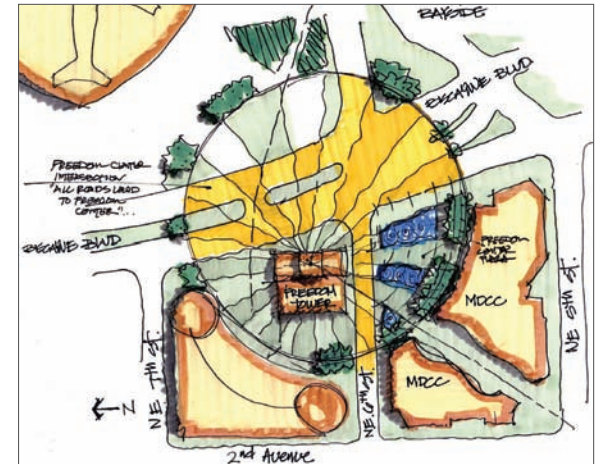 BAYSIDE
BISCAYNE BLVD
FREEDOM CENTER
INTERSECTION
"ALL ROADS LEAD
TO FREEDOM
CENTER"...
BISCAYNE BLVD
FREEDOM
TOWER
FREEDOM
CENTER
PLAZA
MDCC
MDCC
NE 7TH ST.
NE 6TH ST.
NE 5TH ST.
N
2nd Avenue